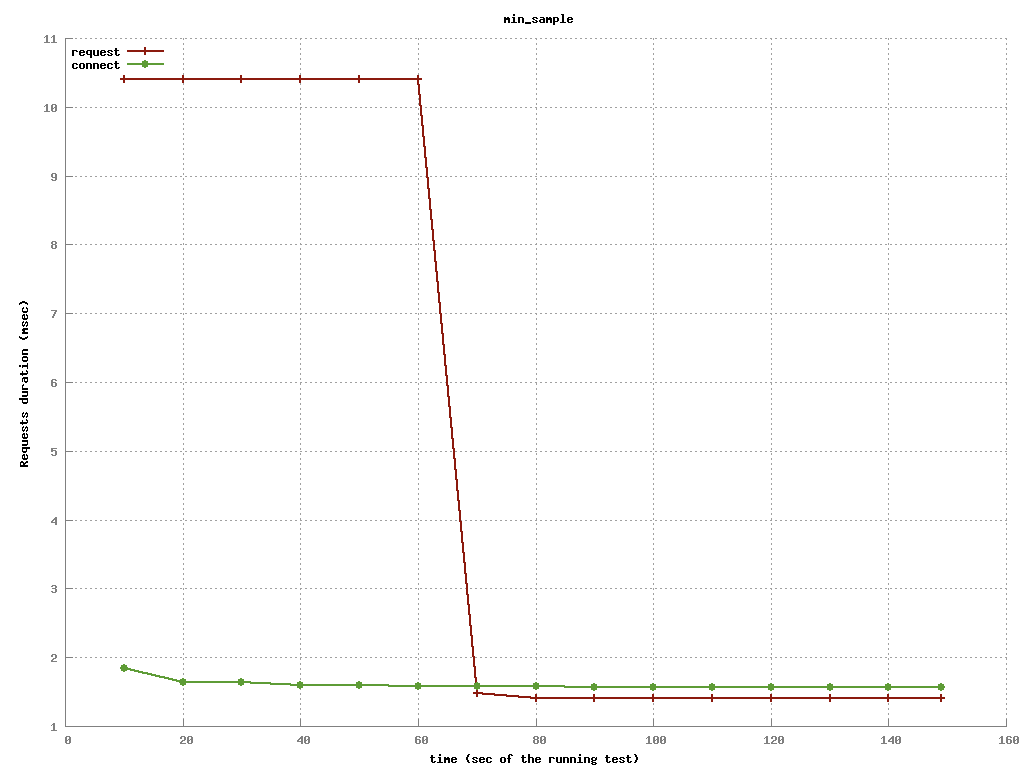 min_sample
request
connect
11
10
9
8
7
6
5
4
3
2
1
Requests duration (msec)
0 20 40 60 80 100 120 140 160
time (sec of the running test)